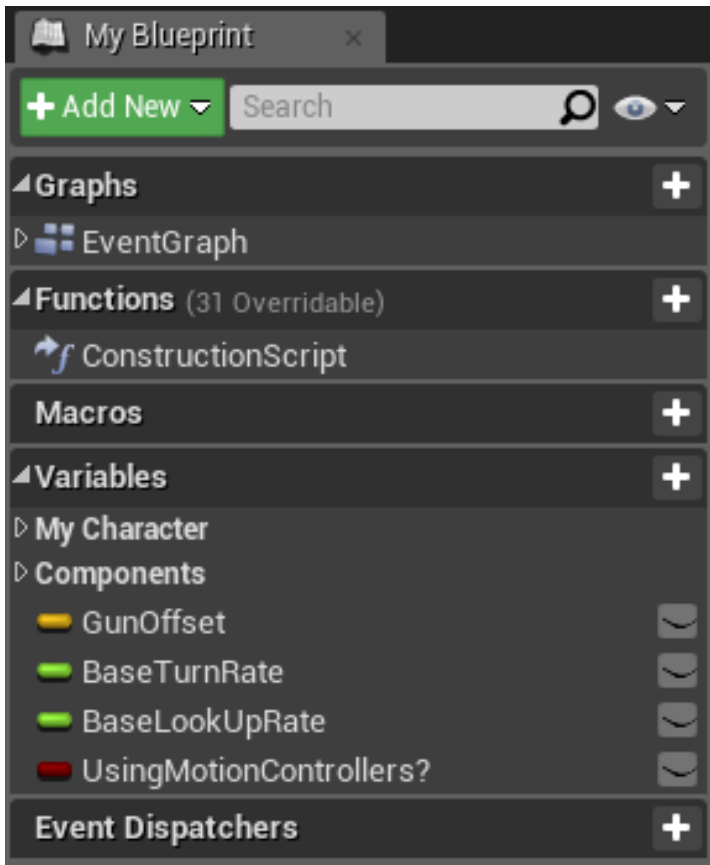 My Blueprint
Add New Search
Graphs
EventGraph
Functions (31 Overridable)
ConstructionScript
Macros
Variables
My Character
Components
GunOffset
BaseTurnRate
BaseLookUpRate
UsingMotionControllers?
Event Dispatchers